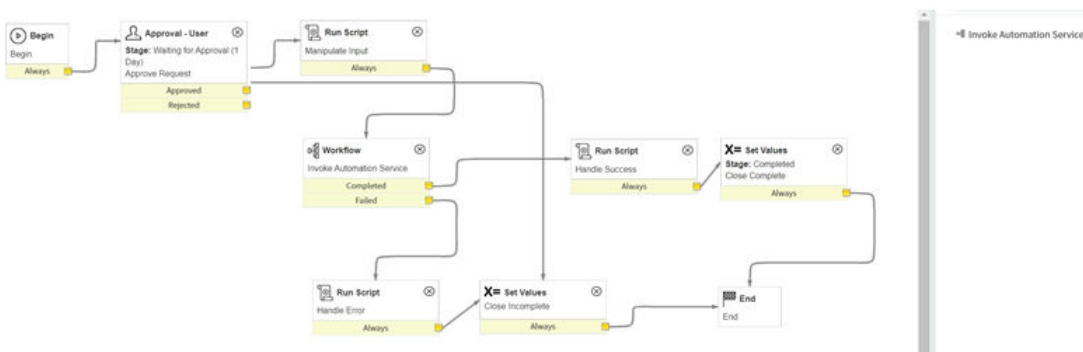 Begin
Begin
Always
Approval - User
Stage: Waiting for Approval (1
Day)
Approve Request
Approved
Rejected
Run Script
Manipulate Input
Always
Workflow
Invoke Automation Service
Completed
Failed
Run Script
Handle Success
Always
X= Set Values
Stage: Completed
Close Complete
Always
Run Script
Handle Error
Always
X= Set Values
Close Incomplete
Always
End
End
Invoke Automation Service